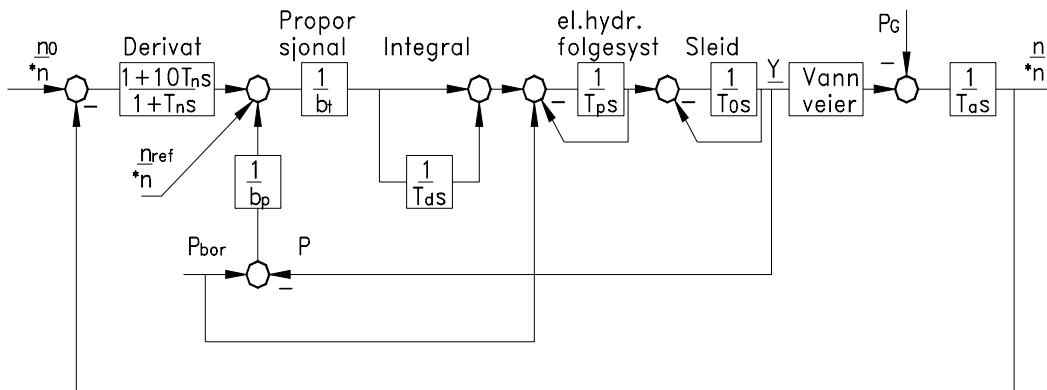 Propor
sjonal
el.hydr.
folgesyst
Derivat
Integral
Sleid
PG
n0
*n
n
*n
1+10Tns
1+Tns
1
bt
1
Tps
1
T0s
Y
Vann
veier
1
Tas
nref
*n
1
bp
1
Tds
Pbor
P